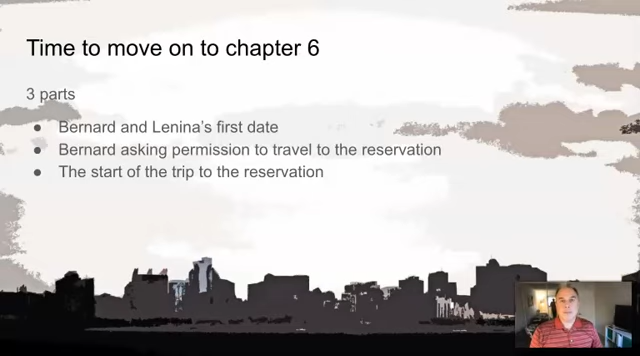 Time to move on to chapter 6
3 parts
● Bernard and Lenina's first date
● Bernard asking permission to travel to the reservation
● The start of the trip to the reservation